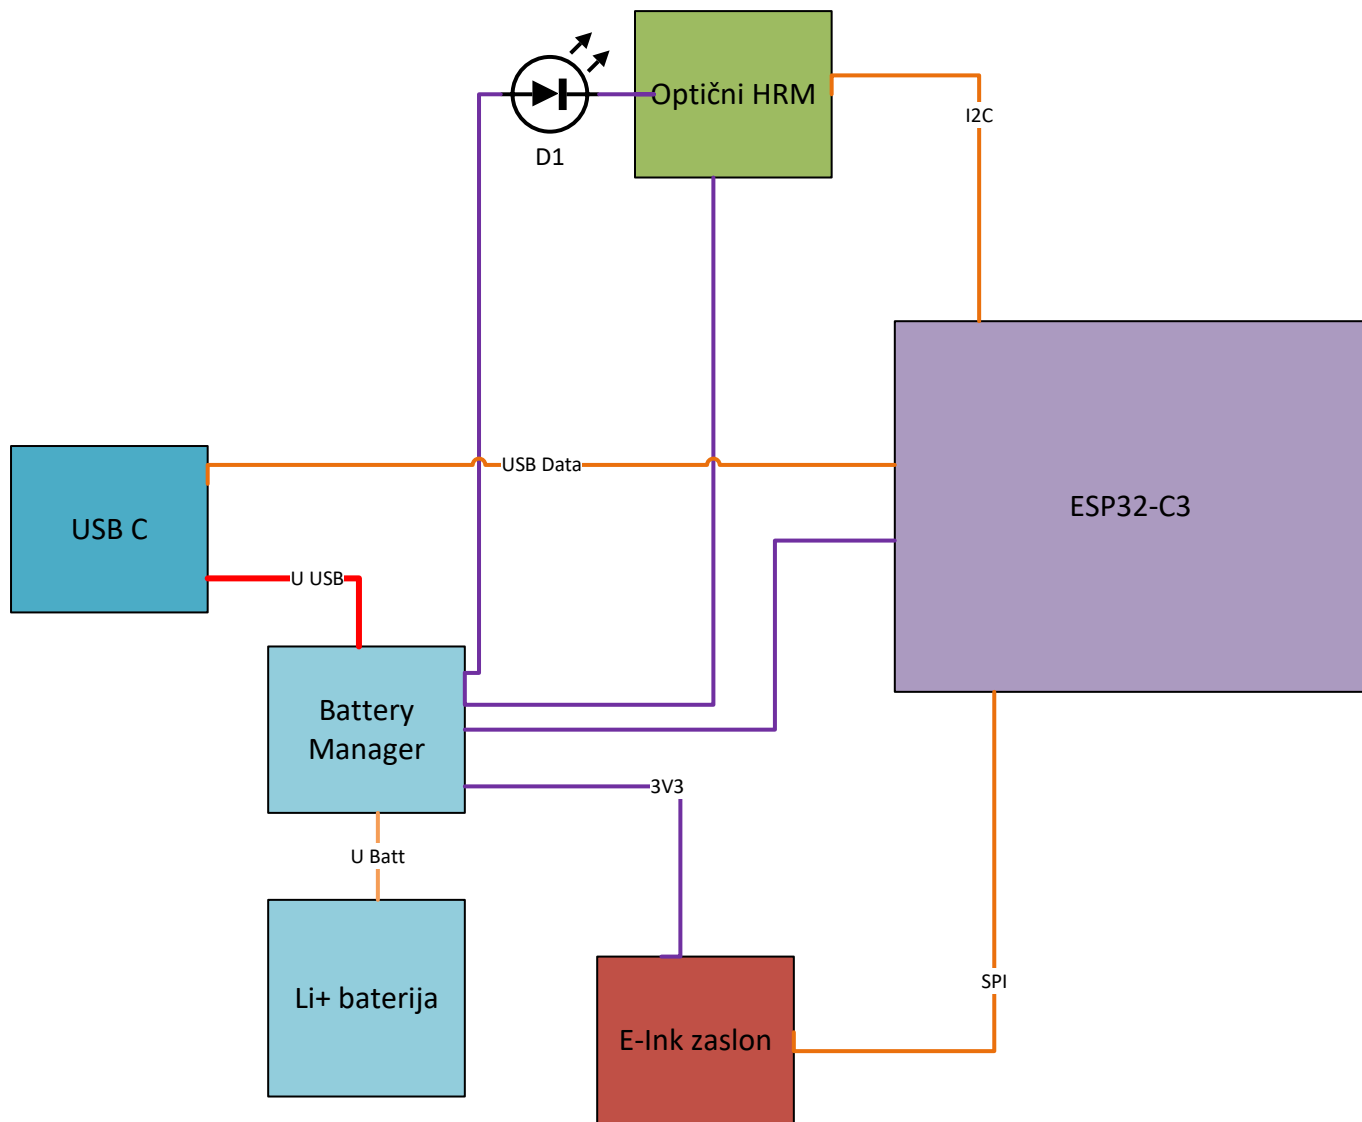 Optični HRM
D1
I2C
USB Data
USB C
ESP32-C3
U USB
Battery
Manager
3V3
U Batt
Li+ baterija
SPI
E-Ink zaslon